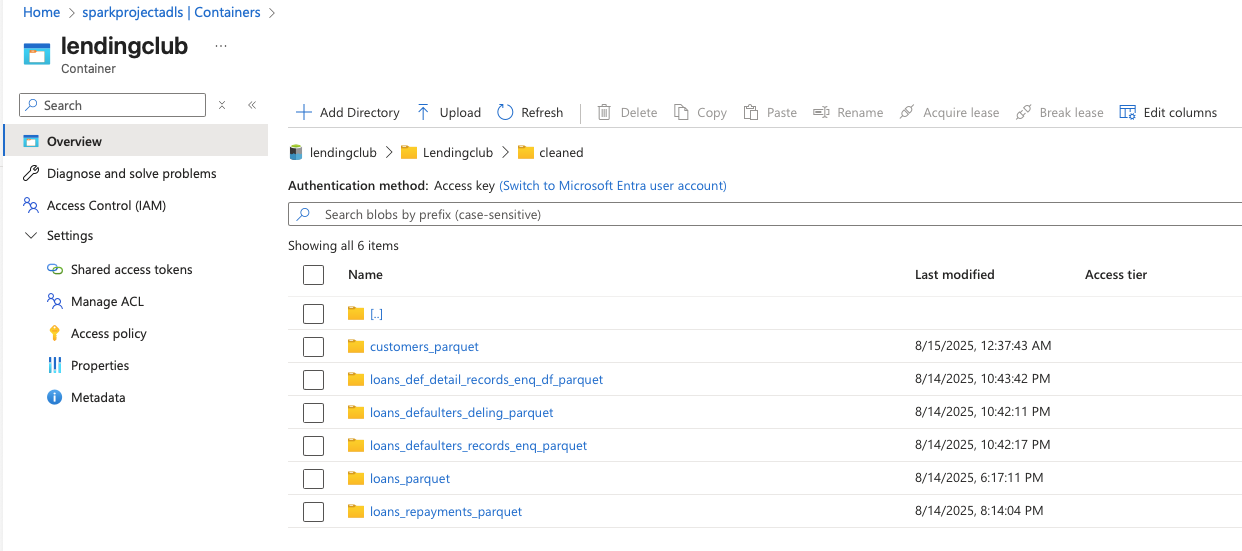 Home > sparkprojectadls | Containers >
lendingclub ...
Container
Search
Overview
Diagnose and solve problems
Access Control (IAM)
Settings
Shared access tokens
Manage ACL
Access policy
Properties
Metadata
Add Directory Upload Refresh Delete Copy Paste Rename Acquire lease Break lease Edit columns
lendingclub > Lendingclub > cleaned
Authentication method: Access key (Switch to Microsoft Entra user account)
Search blobs by prefix (case-sensitive)
Showing all 6 items
Name Last modified Access tier
[..]
customers_parquet 8/15/2025, 12:37:43 AM
loans_def_detail_records_enq_df_parquet 8/14/2025, 10:43:42 PM
loans_defaulters_deling_parquet 8/14/2025, 10:42:11 PM
loans_defaulters_records_enq_parquet 8/14/2025, 10:42:17 PM
loans_parquet 8/14/2025, 6:17:11 PM
loans_repayments_parquet 8/14/2025, 8:14:04 PM